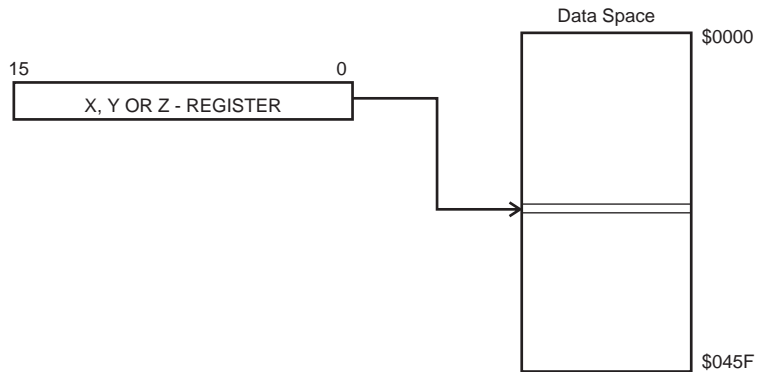 Data Space
$0000
15 0
X, Y OR Z - REGISTER
$045F